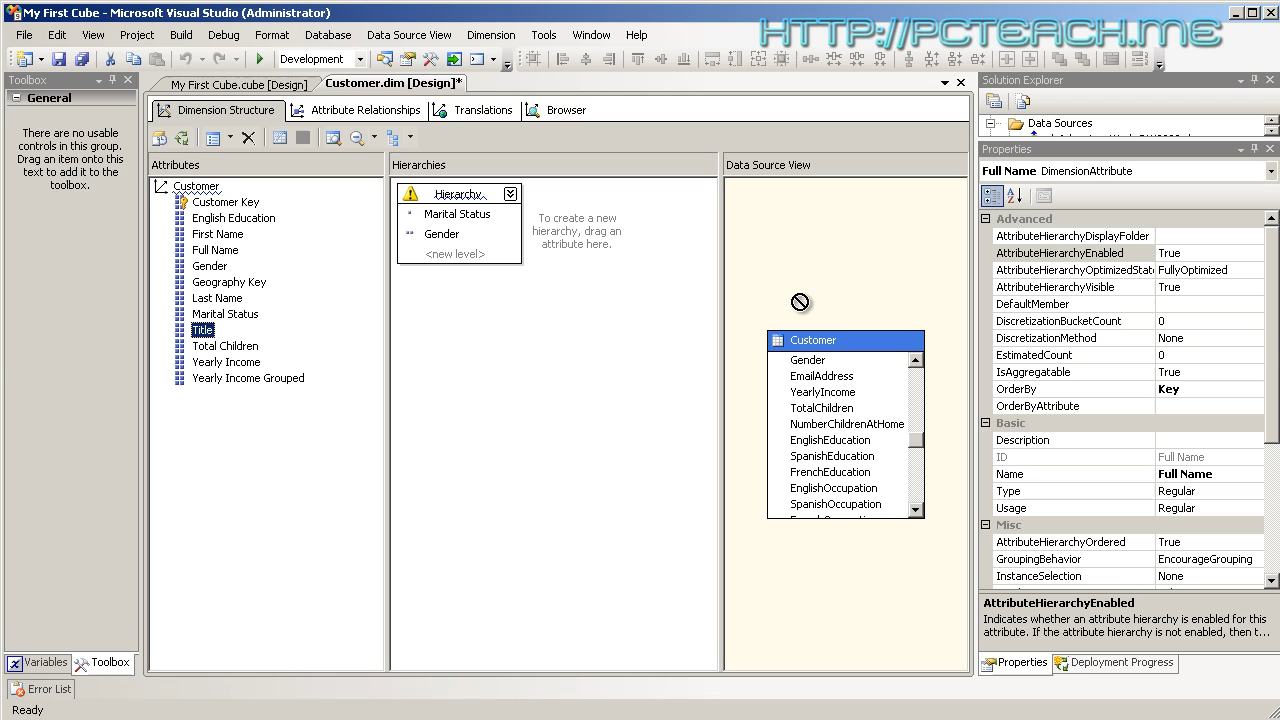 My First Cube - Microsoft Visual Studio (Administrator)
HTTP://PCTEACH.ME
File
Data Source View Dimension Tools Window Help
Build
Development
Toolbox
General
There are no usable
controls in this group.
Drag an item onto this
text to add it to the
toolbox.
Variables
Toolbox
Error List
Ready
My First Cube.cube [Design]
Customer.dim [Design]*
Dimension Structure
Attribute Relationships
Translations
Browser
Attributes
Customer
Customer Key
English Education
First Name
Full Name
Gender
Geography Key
Last Name
Marital Status
Title
Total Children
Yearly Income
Yearly Income Grouped
Hierarchies
Hierarchy
Marital Status
Gender
<new level>
To create a new
hierarchy, drag an
attribute here.
Data Source View
Customer
Gender
EmailAddress
YearlyIncome
TotalChildren
NumberChildrenAtHome
EnglishEducation
SpanishEducation
FrenchEducation
EnglishOccupation
SpanishOccupation
Solution Explorer
Data Sources
Properties
Full Name DimensionAttribute
Advanced
AttributeHierarchyDisplayFolder
AttributeHierarchyEnabled True
AttributeHierarchyOptimizedState FullyOptimized
AttributeHierarchyVisible True
DefaultMember
DiscretizationBucketCount 0
DiscretizationMethod None
EstimatedCount 0
IsAggregatable True
OrderBy Key
OrderByAttribute
Basic
Description
ID Full Name
Name Full Name
Type Regular
Usage Regular
Misc
AttributeHierarchyOrdered True
GroupingBehavior EncourageGrouping
InstanceSelection None
AttributeHierarchyEnabled
Indicates whether an attribute hierarchy is enabled for this
attribute. If the attribute hierarchy is not enabled, then t...
Properties
Deployment Progress